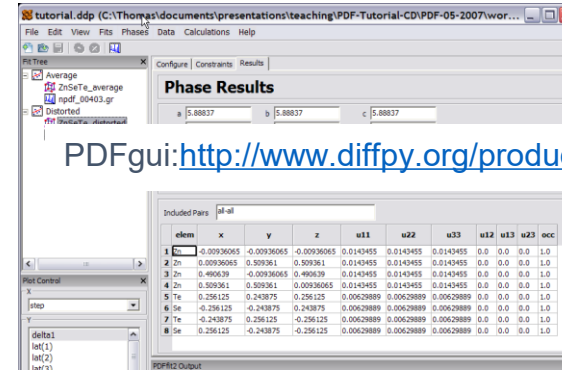 tutorial.ddp (C:\Thomas\documents\presentations\teaching\PDF-Tutorial-CD\PDF-05-2007\wor...
File Edit View Fits Phases Data Calculations Help
Fit Tree
Configure Constraints Results
Average
ZnSeTe_average
npdf_00403.gr
Distorted
ZnSeTe_distorted
Phase Results
a 5.88837 b 5.88837 c 5.88837
PDFgui:http://www.diffpy.org/produ
Included Pairs all-all
elem x y z u11 u22 u33 u12 u13 u23 occ
1 Zn -0.00936065 -0.00936065 -0.00936065 0.0143455 0.0143455 0.0143455 0.0 0.0 0.0 1.0
2 Zn 0.00936065 0.509361 0.509361 0.0143455 0.0143455 0.0143455 0.0 0.0 0.0 1.0
3 Zn 0.490639 -0.00936065 0.490639 0.0143455 0.0143455 0.0143455 0.0 0.0 0.0 1.0
4 Zn 0.509361 0.509361 0.00936065 0.0143455 0.0143455 0.0143455 0.0 0.0 0.0 1.0
5 Te 0.256125 0.243875 0.256125 0.00629889 0.00629889 0.00629889 0.0 0.0 0.0 1.0
6 Se -0.256125 -0.243875 0.243875 0.00629889 0.00629889 0.00629889 0.0 0.0 0.0 1.0
7 Te -0.243875 0.256125 -0.256125 0.00629889 0.00629889 0.00629889 0.0 0.0 0.0 1.0
8 Se 0.256125 -0.243875 -0.256125 0.00629889 0.00629889 0.00629889 0.0 0.0 0.0 1.0
Plot Control
X
step
Y
delta1
lat(1)
lat(2)
lat(3)
PDFfit2 Output